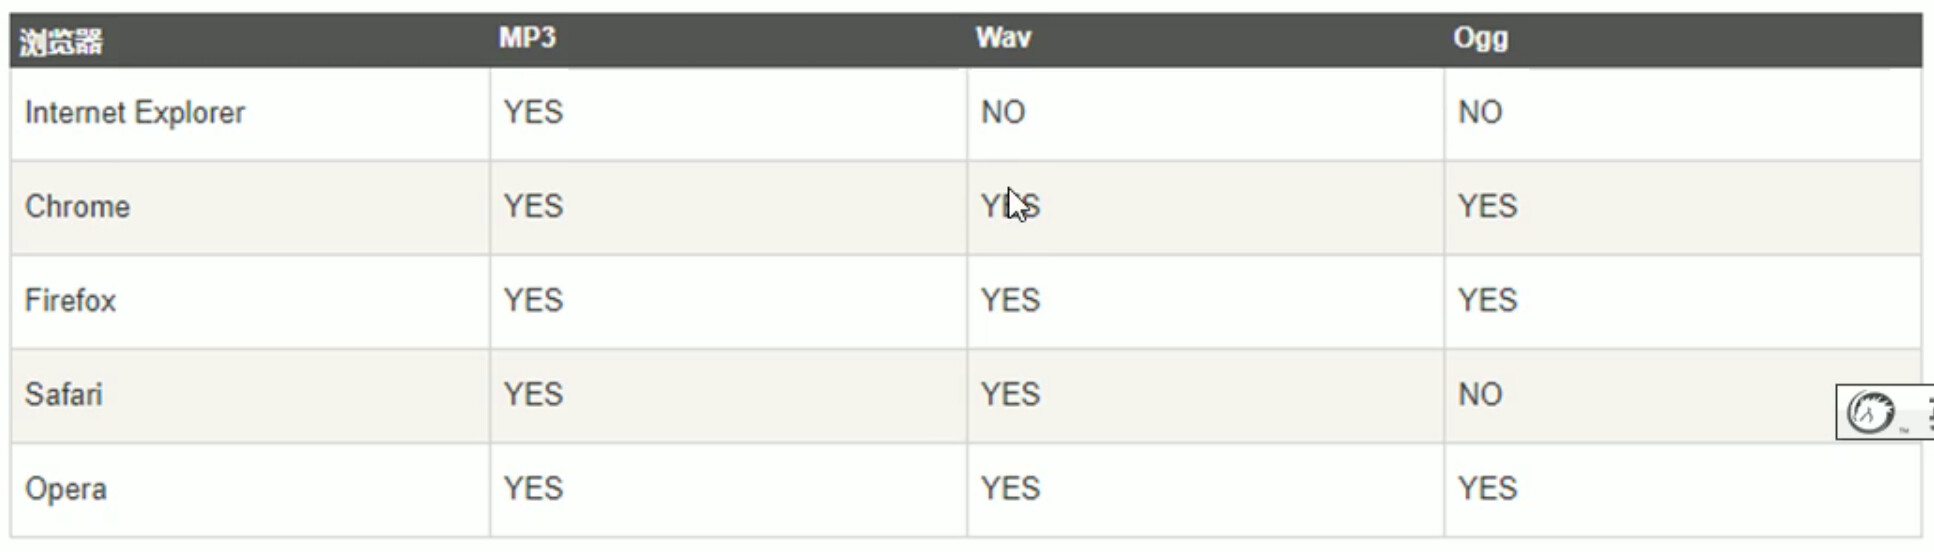 浏览器 MP3 Wav Ogg
Internet Explorer YES NO NO
Chrome YES YES YES
Firefox YES YES YES
Safari YES YES NO
Opera YES YES YES